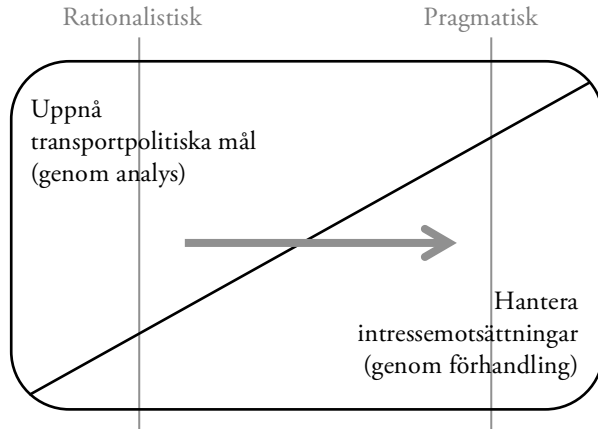 Rationalistisk
Pragmatisk
Uppnå
transportpolitiska mål
(genom analys)
Hantera
intressemotsättningar
(genom förhandling)